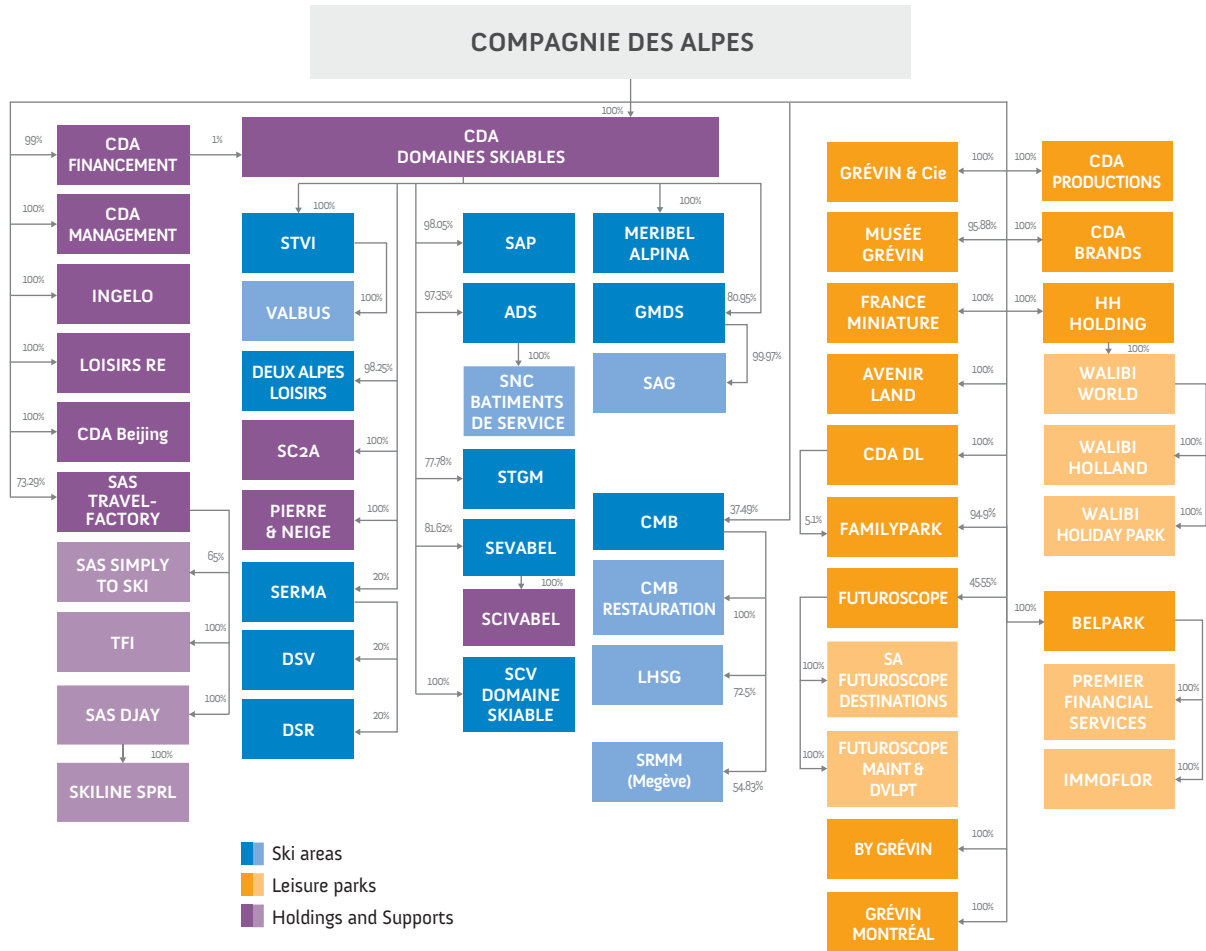 COMPAGNIE DES ALPES
100%
99%
CDA
FINANCEMENT
1%
CDA
DOMAINES SKIABLES
100%
CDA
MANAGEMENT
100%
INGELO
100%
LOISIRS RE
100%
CDA Beijing
73.29%
SAS
TRAVEL-
FACTORY
SAS SIMPLY
TO SKI
65%
TFI
100%
SAS DJAY
100%
100%
SKILINE SPRL
100%
STVI
VALBUS
100%
DEUX ALPES
LOISIRS
98.25%
SC2A
100%
PIERRE
& NEIGE
100%
SERMA
20%
DSV
20%
DSR
20%
98.05%
SAP
97.35%
ADS
100%
SNC
BATIMENTS
DE SERVICE
77.78%
STGM
81.62%
SEVABEL
100%
SCIVABEL
100%
SCV
DOMAINE
SKIABLE
100%
MERIBEL
ALPINA
GMDS
80.95%
SAG
99.97%
CMB
37.49%
CMB
RESTAURATION
100%
LHSG
72.5%
SRMM
(Megève)
54.83%
GRÉVIN & Cie
100%
MUSÉE
GRÉVIN
95.88%
FRANCE
MINIATURE
100%
AVENIR
LAND
100%
CDA DL
100%
5.1%
FAMILYPARK
94.9%
FUTUROSCOPE
45.55%
100%
SA
FUTUROSCOPE
DESTINATIONS
100%
FUTUROSCOPE
MAINT &
DVLPT
BY GRÉVIN
100%
GRÉVIN
MONTRÉAL
100%
100%
CDA
PRODUCTIONS
100%
CDA
BRANDS
100%
HH
HOLDING
100%
WALIBI
WORLD
WALIBI
HOLLAND
100%
WALIBI
HOLIDAY PARK
100%
100%
BELPARK
PREMIER
FINANCIAL
SERVICES
100%
IMMOFLOR
100%
Ski areas
Leisure parks
Holdings and Supports